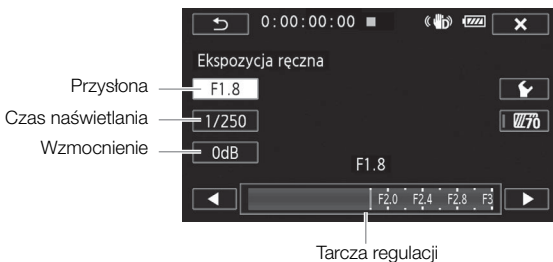 0:00:00:00
Ekspozycja ręczna
Przysłona
F1.8
Czas naświetlania
1/250
70
Wzmocnienie
0dB
F1.8
F2.0 F2.4 F2.8 F3
Tarcza regulacji